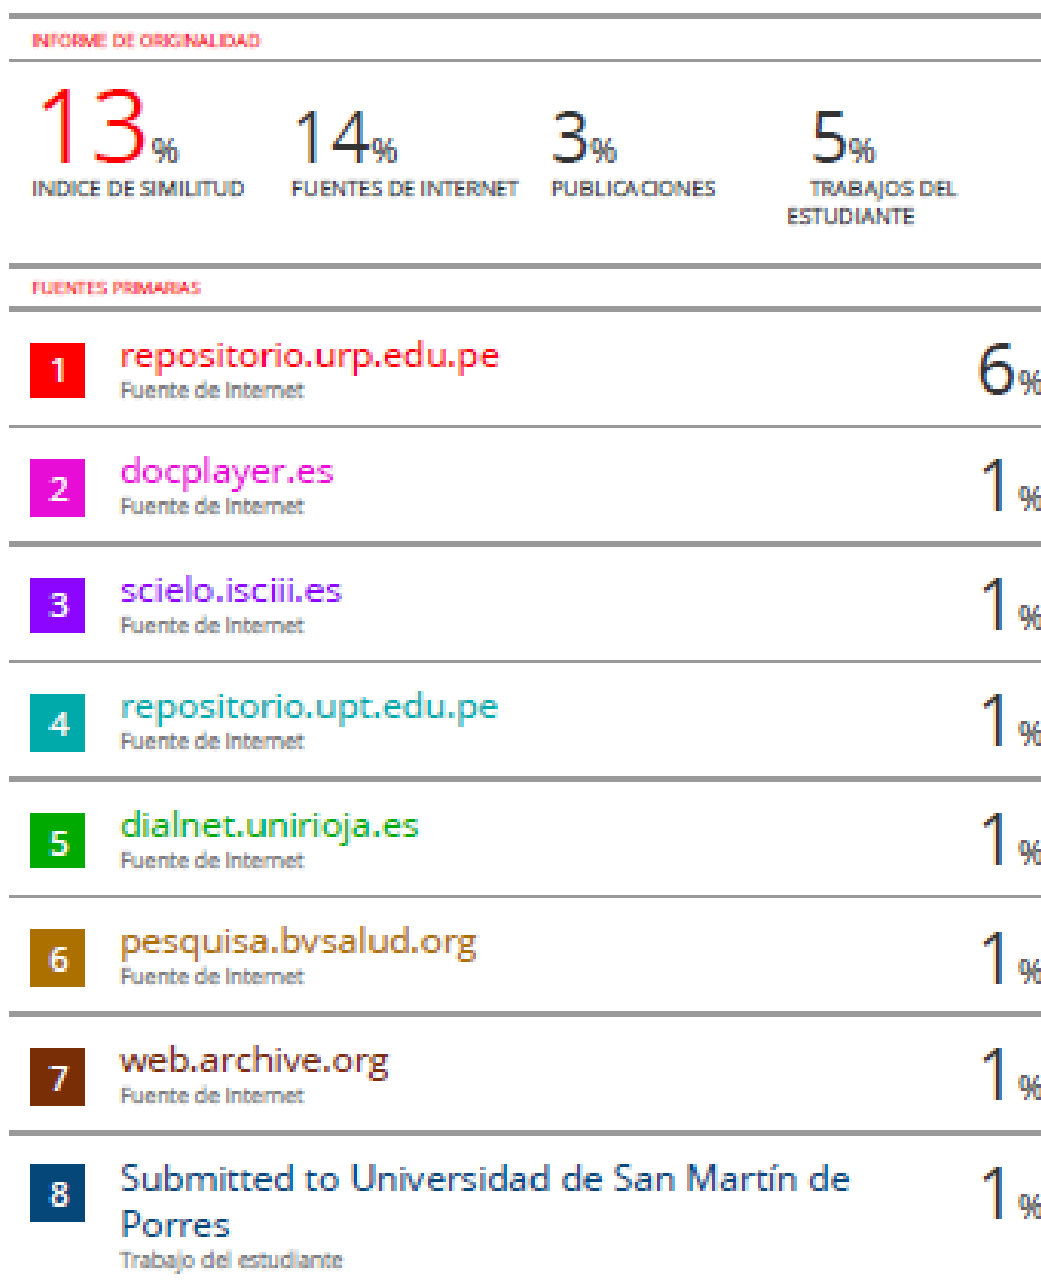 INFORME DE ORIGINALIDAD
13% 14% 3% 5%
INDICE DE SIMILITUD FUENTES DE INTERNET PUBLICACIONES TRABAJOS DEL
ESTUDIANTE
FUENTES PRIMARIAS
1 repositorio.urp.edu.pe 6%
Fuente de Internet
2 docplayer.es 1%
Fuente de Internet
3 scielo.isciii.es 1%
Fuente de Internet
4 repositorio.upt.edu.pe 1%
Fuente de Internet
5 dialnet.unirioja.es 1%
Fuente de Internet
6 pesquisa.bvsalud.org 1%
Fuente de Internet
7 web.archive.org 1%
Fuente de Internet
8 Submitted to Universidad de San Martín de 1%
Porres
Trabajo del estudiante